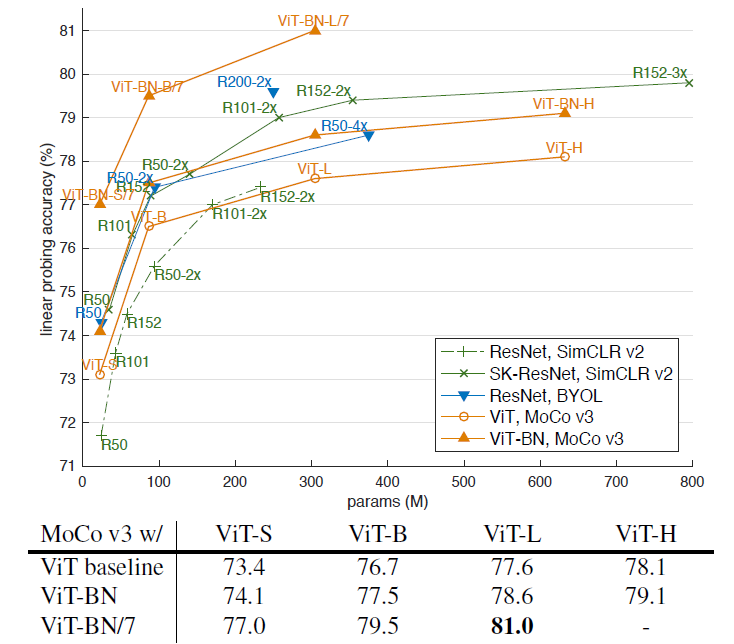 ViT-BN-L/7
81
80
79
78
77
76
75
74
73
72
71
linear probing accuracy (%)
ViT-BN-B/7
R200-2x
R152-2x
R152-3x
R101-2x
ViT-BN-H
R50-4x
ViT-H
R50-2x
R50-2x
R152
ViT-L
ViT-BN-S/7
ViT-B
R152-2x
R101
R101-2x
R50-2x
R50
R50
R152
ViT-S
R101
R50
ResNet, SimCLR v2
SK-ResNet, SimCLR v2
ResNet, BYOL
ViT, MoCo v3
ViT-BN, MoCo v3
0 100 200 300 400 500 600 700 800
params (M)
MoCo v3 w/ ViT-S ViT-B ViT-L ViT-H
ViT baseline 73.4 76.7 77.6 78.1
ViT-BN 74.1 77.5 78.6 79.1
ViT-BN/7 77.0 79.5 81.0 -